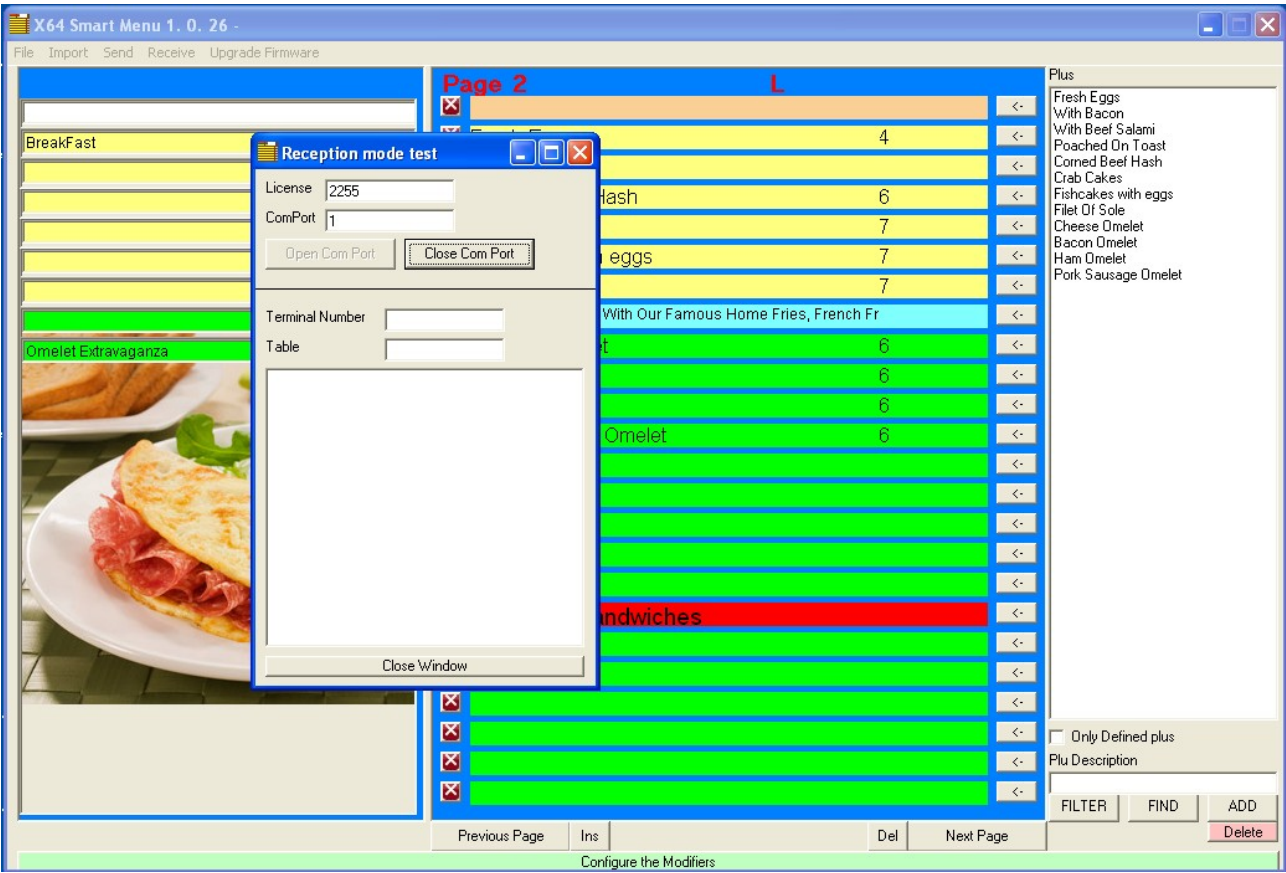 X64 Smart Menu 1. 0. 26 -
File Import Send Receive Upgrade Firmware
BreakFast
Omelet Extravaganza
Reception mode test
License 2255
ComPort 1
Open Com Port Close Com Port
Terminal Number
Table
Close Window
Page 2 L
4
Hash 6
7
eggs 7
7
With Our Famous Home Fries, French Fr
6
6
6
Omelet 6
Previous Page Ins Del Next Page
Configure the Modifiers
Plus
Fresh Eggs
With Bacon
With Beef Salami
Poached On Toast
Corned Beef Hash
Crab Cakes
Fishcakes with eggs
Filet Of Sole
Cheese Omelet
Bacon Omelet
Ham Omelet
Pork Sausage Omelet
Only Defined plus
Plu Description
FILTER FIND ADD
Delete